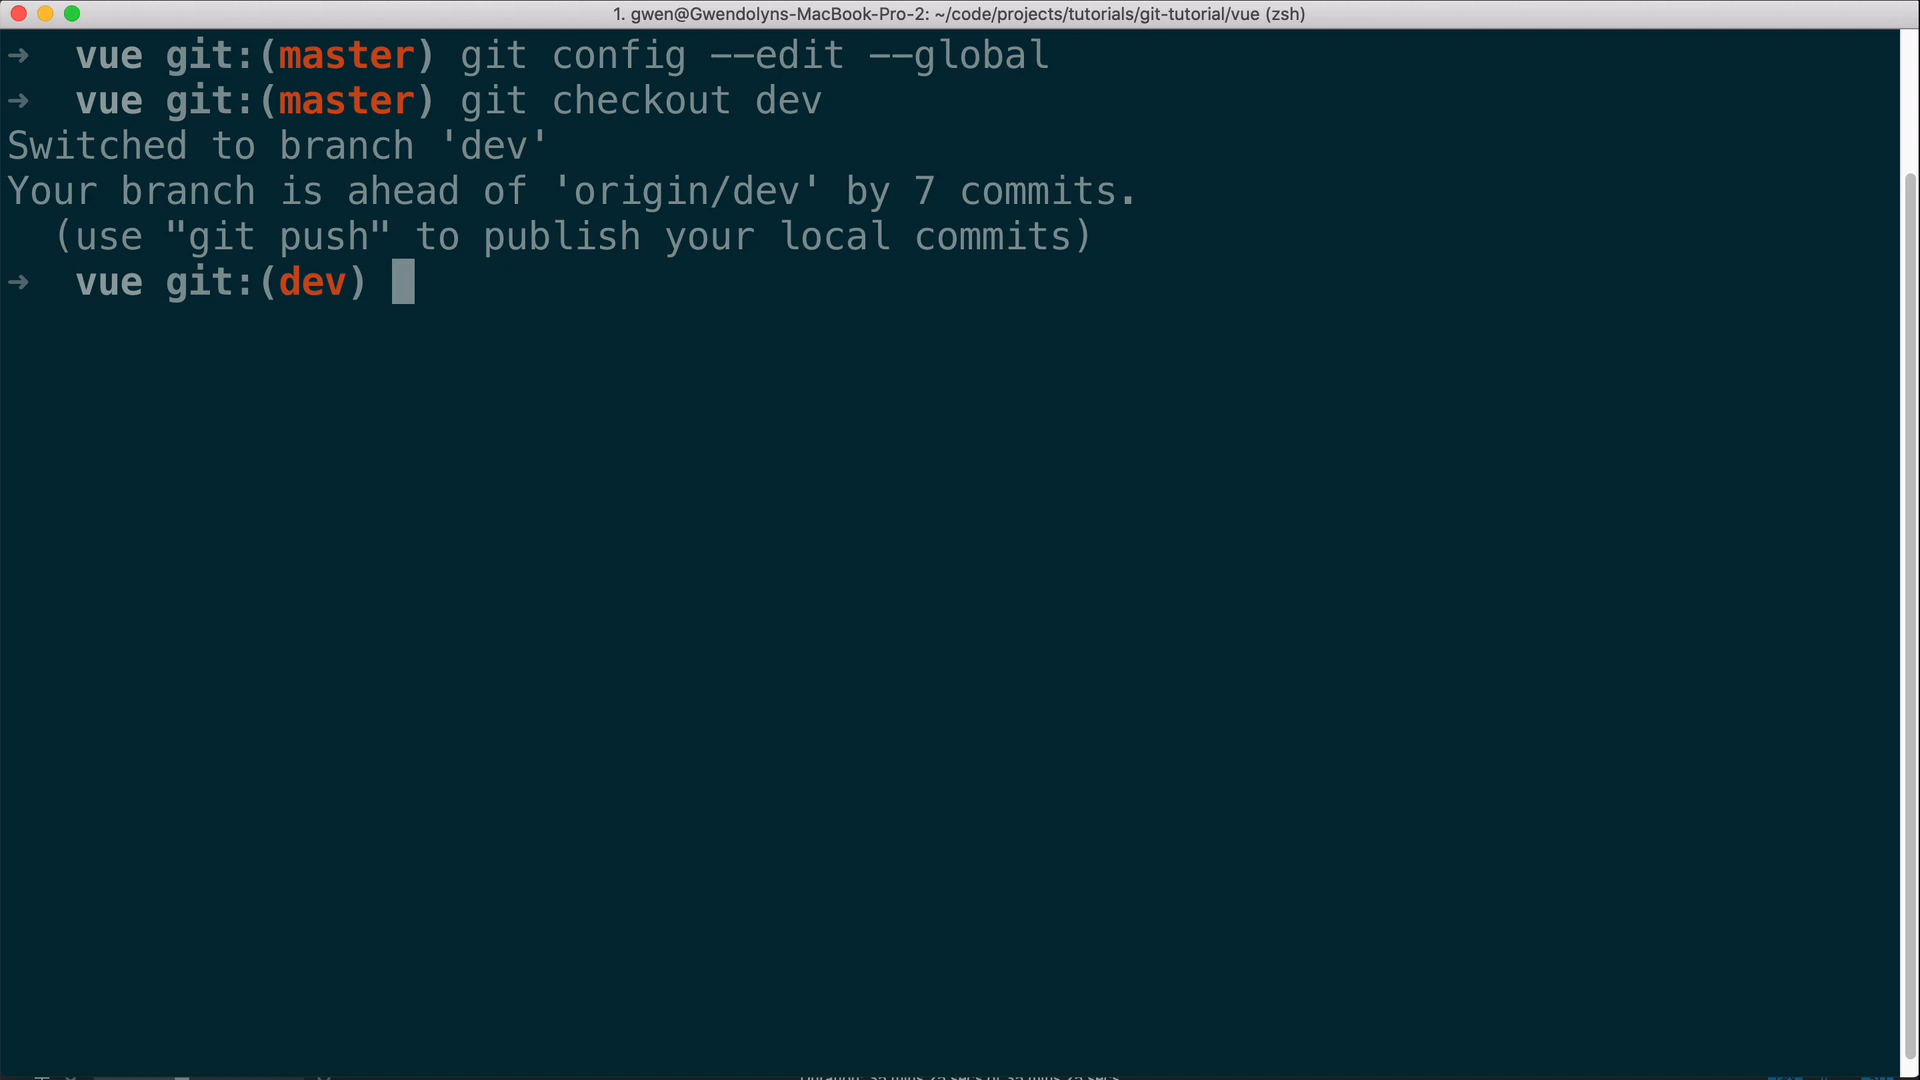 1. gwen@Gwendolyns-MacBook-Pro-2: ~/code/projects/tutorials/git-tutorial/vue (zsh)
➜  vue git:(master) git config --edit --global
➜  vue git:(master) git checkout dev
Switched to branch 'dev'
Your branch is ahead of 'origin/dev' by 7 commits.
  (use "git push" to publish your local commits)
➜  vue git:(dev)